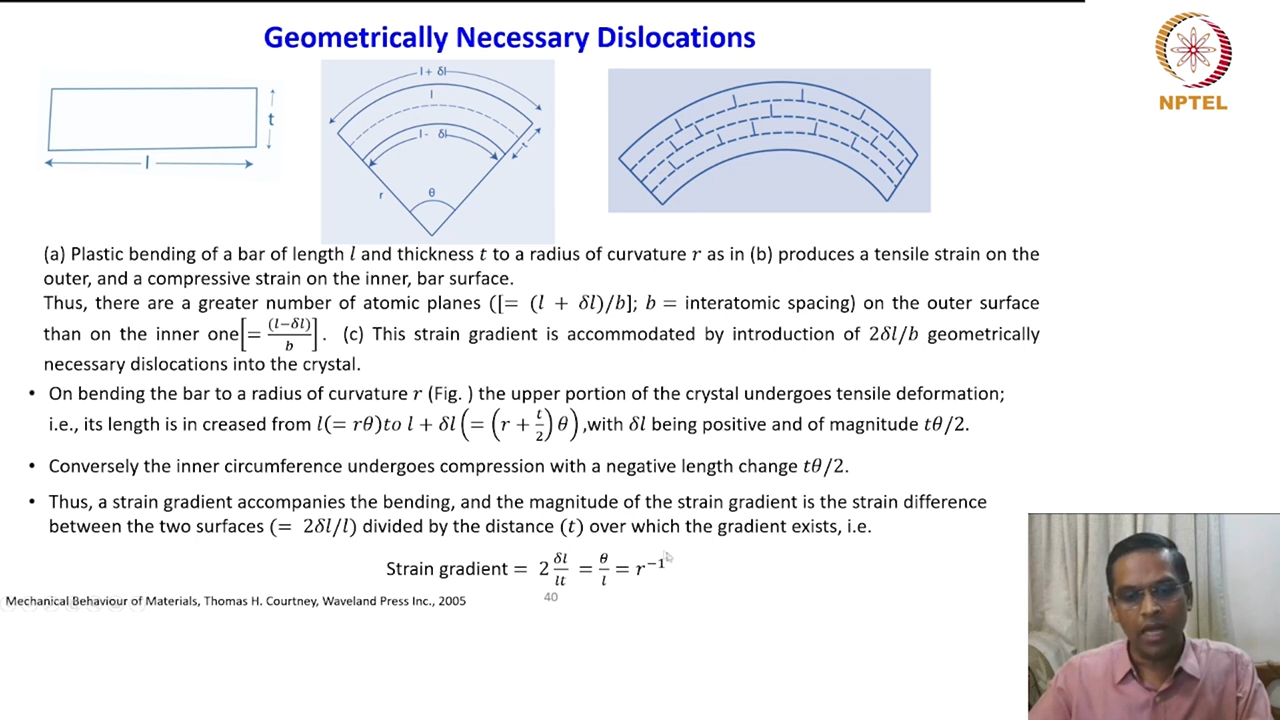 Geometrically Necessary Dislocations
NPTEL
t
l
l + δl
l
l - δl
t
r
θ
(a) Plastic bending of a bar of length l and thickness t to a radius of curvature r as in (b) produces a tensile strain on the
outer, and a compressive strain on the inner, bar surface.
Thus, there are a greater number of atomic planes ([= (l + δl)/b]; b = interatomic spacing) on the outer surface
than on the inner one[= (l−δl)/b]. (c) This strain gradient is accommodated by introduction of 2δl/b geometrically
necessary dislocations into the crystal.
• On bending the bar to a radius of curvature r (Fig. ) the upper portion of the crystal undergoes tensile deformation;
i.e., its length is in creased from l(= rθ)to l + δl(= (r + t/2)θ),with δl being positive and of magnitude tθ/2.
• Conversely the inner circumference undergoes compression with a negative length change tθ/2.
• Thus, a strain gradient accompanies the bending, and the magnitude of the strain gradient is the strain difference
between the two surfaces (= 2δl/l) divided by the distance (t) over which the gradient exists, i.e.
Strain gradient = 2 δl/lt = θ/l = r⁻¹
Mechanical Behaviour of Materials, Thomas H. Courtney, Waveland Press Inc., 2005
40